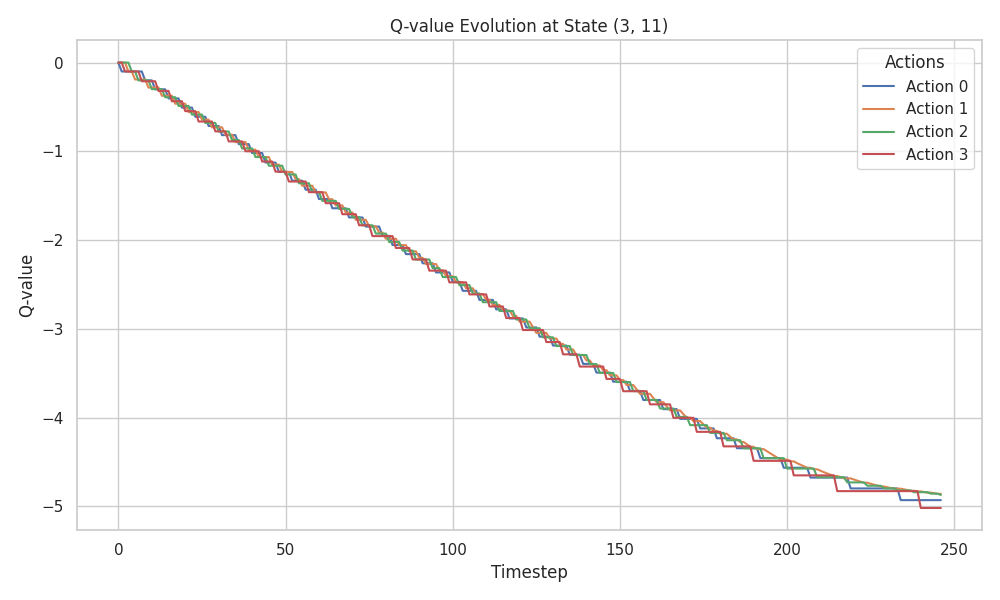 Q-value Evolution at State (3, 11)
Actions
Action 0
Action 1
Action 2
Action 3
Q-value
0
−1
−2
−3
−4
−5
0 50 100 150 200 250
Timestep